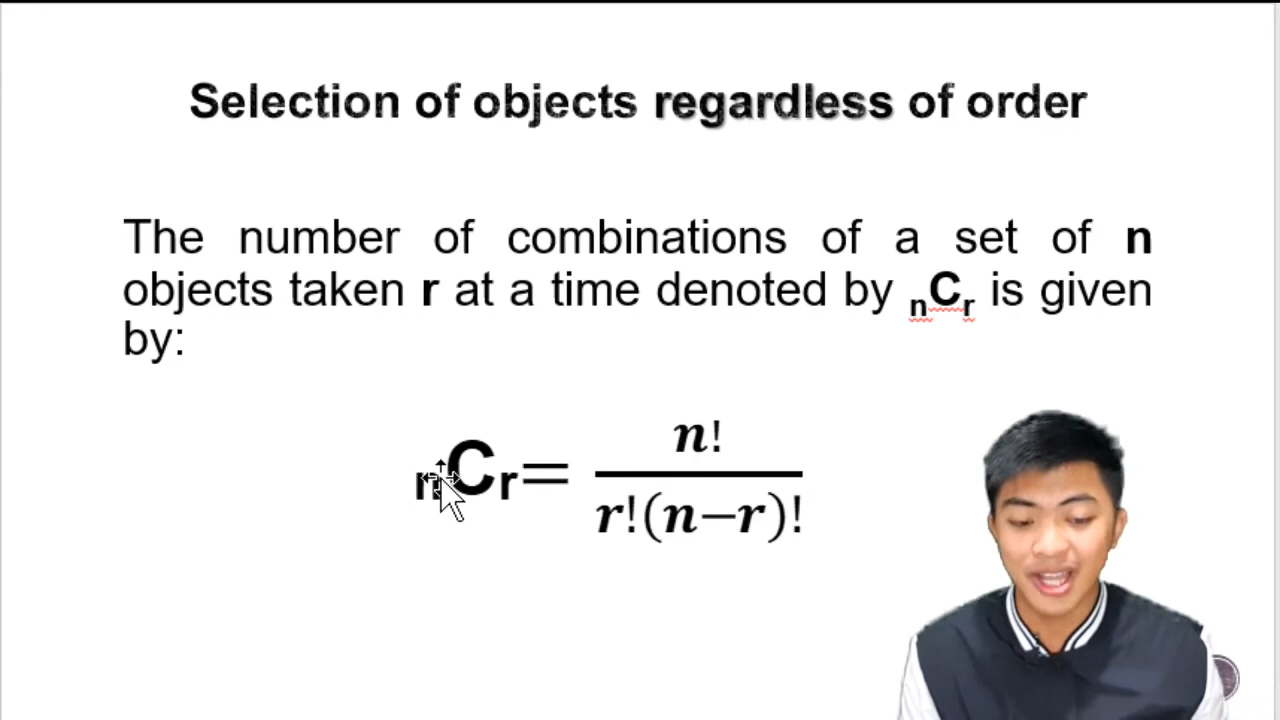 Selection of objects regardless of order
The number of combinations of a set of n
objects taken r at a time denoted by nCr is given
by:
nCr= n!
r!(n−r)!